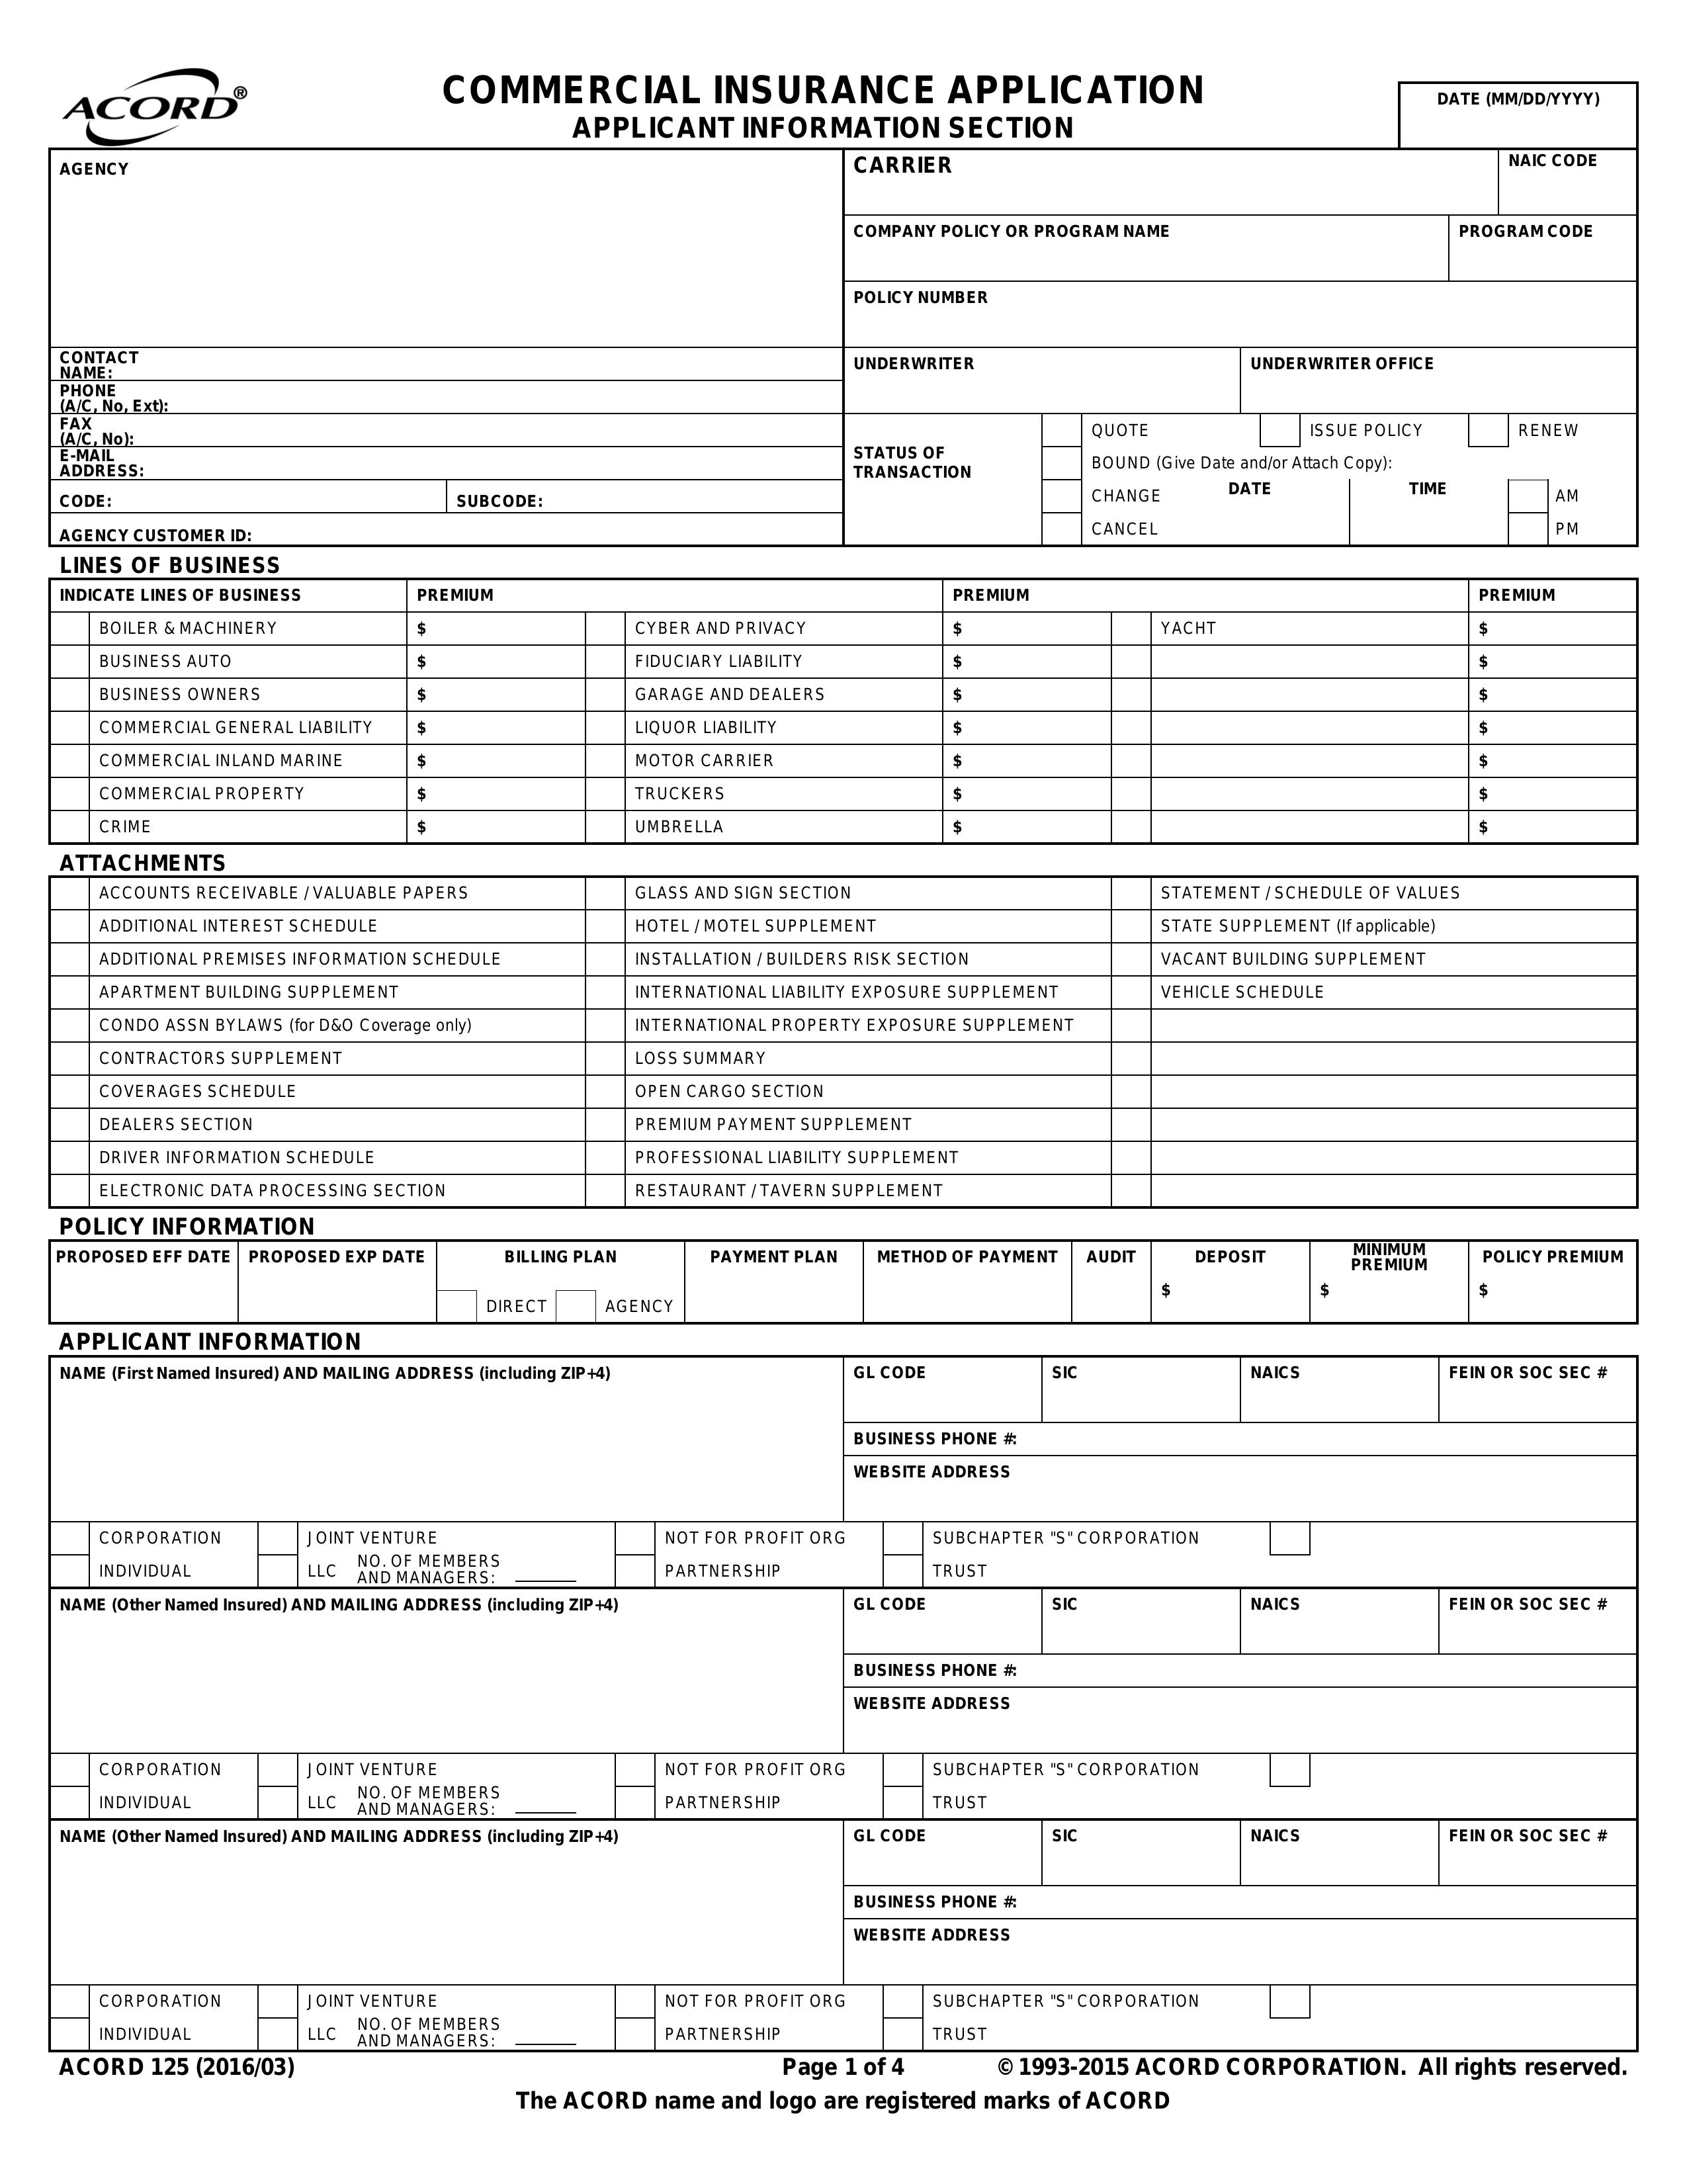 ACORD®
COMMERCIAL INSURANCE APPLICATION
APPLICANT INFORMATION SECTION
DATE (MM/DD/YYYY)
AGENCY
CARRIER
NAIC CODE
COMPANY POLICY OR PROGRAM NAME
PROGRAM CODE
POLICY NUMBER
CONTACT
NAME:
PHONE
(A/C, No, Ext):
FAX
(A/C, No):
E-MAIL
ADDRESS:
CODE:
SUBCODE:
AGENCY CUSTOMER ID:
UNDERWRITER
UNDERWRITER OFFICE
STATUS OF
TRANSACTION
QUOTE
ISSUE POLICY
RENEW
BOUND (Give Date and/or Attach Copy):
CHANGE
DATE
TIME
AM
CANCEL
PM
LINES OF BUSINESS
INDICATE LINES OF BUSINESS PREMIUM PREMIUM PREMIUM
BOILER & MACHINERY $ CYBER AND PRIVACY $ YACHT $
BUSINESS AUTO $ FIDUCIARY LIABILITY $ $
BUSINESS OWNERS $ GARAGE AND DEALERS $ $
COMMERCIAL GENERAL LIABILITY $ LIQUOR LIABILITY $ $
COMMERCIAL INLAND MARINE $ MOTOR CARRIER $ $
COMMERCIAL PROPERTY $ TRUCKERS $ $
CRIME $ UMBRELLA $ $
ATTACHMENTS
ACCOUNTS RECEIVABLE / VALUABLE PAPERS GLASS AND SIGN SECTION STATEMENT / SCHEDULE OF VALUES
ADDITIONAL INTEREST SCHEDULE HOTEL / MOTEL SUPPLEMENT STATE SUPPLEMENT (If applicable)
ADDITIONAL PREMISES INFORMATION SCHEDULE INSTALLATION / BUILDERS RISK SECTION VACANT BUILDING SUPPLEMENT
APARTMENT BUILDING SUPPLEMENT INTERNATIONAL LIABILITY EXPOSURE SUPPLEMENT VEHICLE SCHEDULE
CONDO ASSN BYLAWS (for D&O Coverage only) INTERNATIONAL PROPERTY EXPOSURE SUPPLEMENT
CONTRACTORS SUPPLEMENT LOSS SUMMARY
COVERAGES SCHEDULE OPEN CARGO SECTION
DEALERS SECTION PREMIUM PAYMENT SUPPLEMENT
DRIVER INFORMATION SCHEDULE PROFESSIONAL LIABILITY SUPPLEMENT
ELECTRONIC DATA PROCESSING SECTION RESTAURANT / TAVERN SUPPLEMENT
POLICY INFORMATION
PROPOSED EFF DATE
PROPOSED EXP DATE
BILLING PLAN
DIRECT AGENCY
PAYMENT PLAN
METHOD OF PAYMENT
AUDIT
DEPOSIT
$
MINIMUM
PREMIUM
$
POLICY PREMIUM
$
APPLICANT INFORMATION
NAME (First Named Insured) AND MAILING ADDRESS (including ZIP+4)
GL CODE SIC NAICS FEIN OR SOC SEC #
BUSINESS PHONE #:
WEBSITE ADDRESS
CORPORATION JOINT VENTURE NOT FOR PROFIT ORG SUBCHAPTER "S" CORPORATION
INDIVIDUAL LLC NO. OF MEMBERS
AND MANAGERS: PARTNERSHIP TRUST
NAME (Other Named Insured) AND MAILING ADDRESS (including ZIP+4)
GL CODE SIC NAICS FEIN OR SOC SEC #
BUSINESS PHONE #:
WEBSITE ADDRESS
CORPORATION JOINT VENTURE NOT FOR PROFIT ORG SUBCHAPTER "S" CORPORATION
INDIVIDUAL LLC NO. OF MEMBERS
AND MANAGERS: PARTNERSHIP TRUST
NAME (Other Named Insured) AND MAILING ADDRESS (including ZIP+4)
GL CODE SIC NAICS FEIN OR SOC SEC #
BUSINESS PHONE #:
WEBSITE ADDRESS
CORPORATION JOINT VENTURE NOT FOR PROFIT ORG SUBCHAPTER "S" CORPORATION
INDIVIDUAL LLC NO. OF MEMBERS
AND MANAGERS: PARTNERSHIP TRUST
ACORD 125 (2016/03) Page 1 of 4 © 1993-2015 ACORD CORPORATION. All rights reserved.
The ACORD name and logo are registered marks of ACORD